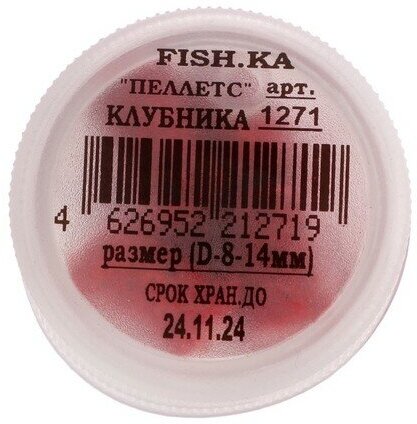 FISH.KA
"ПЕЛЛЕТС" арт.
КЛУБНИКА 1271
4 626952 212719
размер (D-8-14мм)
СРОК ХРАН.ДО
24.11.24